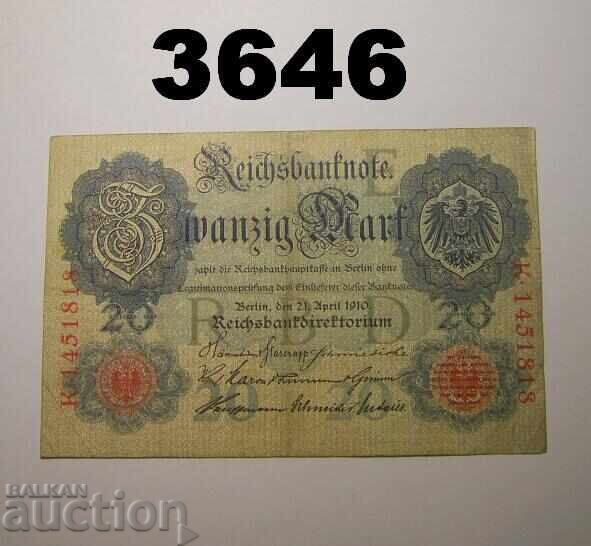 3646
Reichsbanknote.
Zwanzig Mark
zahlt die Reichsbankhauptkasse in Berlin ohne
Legitimationsprüfung dem Einlieferer dieser Banknote.
Berlin, den 21. April 1910.
Reichsbankdirektorium
20
20
R B D
K·1451818
K·1451818
20
BALKAN
auction